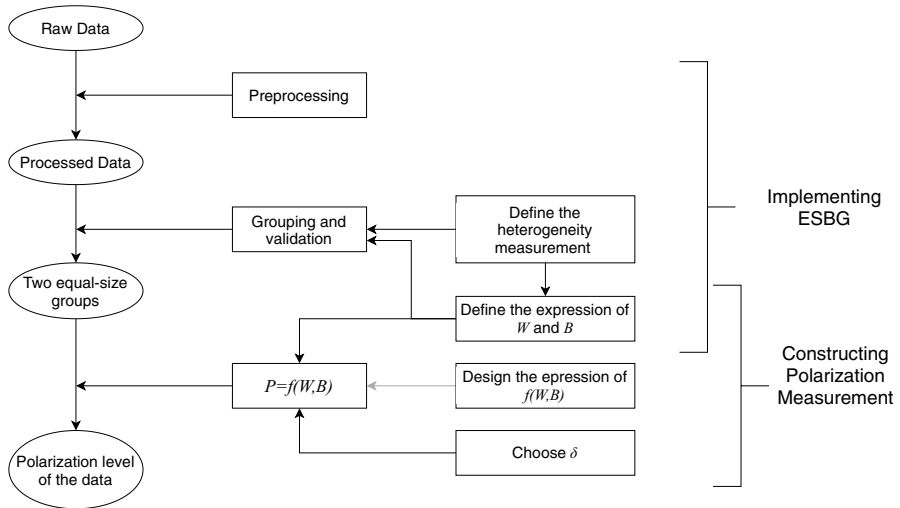 Raw Data
Preprocessing
Processed Data
Grouping and
validation
Define the
heterogeneity
measurement
Implementing
ESBG
Two equal-size
groups
Define the expression of
W and B
P=f(W,B)
Design the epression of
f(W,B)
Constructing
Polarization
Measurement
Choose δ
Polarization level
of the data